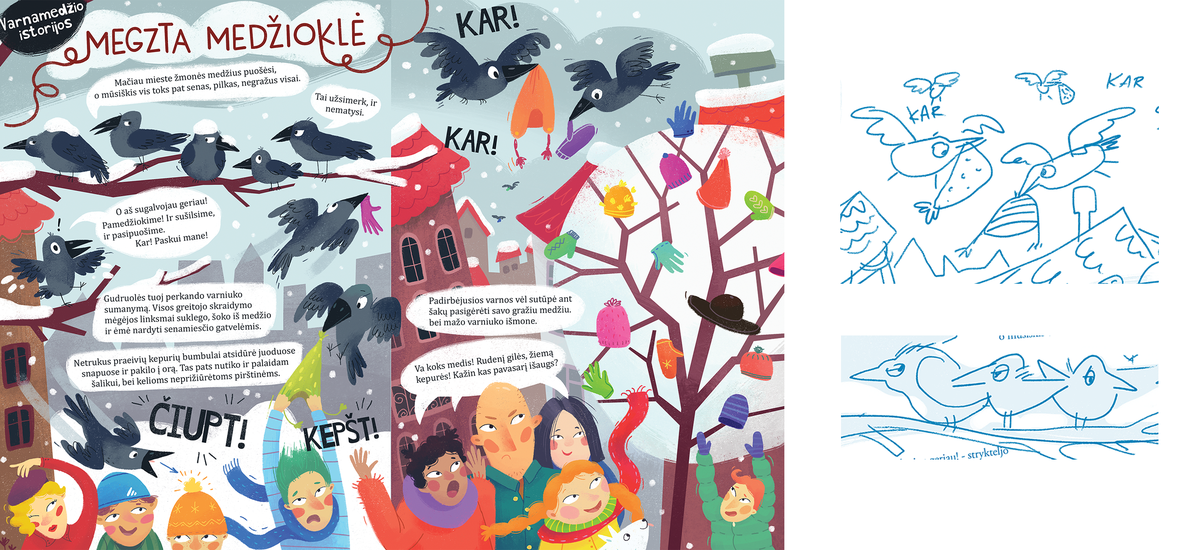 Varnamedžio
istorijos
MEGZTA MEDŽIOKLĖ
Mačiau mieste žmonės medžius puošėsi,
o mūsiškis vis toks pat senas, pilkas, negražus visai.
Tai užsimerk, ir
nematysi.
!
O aš sugalvojau geriau!
Pamedžiokime! Ir sušilsime,
ir pasipuošime.
Kar! Paskui mane!
Gudruolės tuoj perkando varniuko
sumanymą. Visos greitojo skraidymo
mėgėjos linksmai suklego, šoko iš medžio
ir ėmė nardyti senamiesčio gatvelėmis.
Netrukus praeivių kepurių bumbulai atsidūrė juoduose
snapuose ir pakilo į orą. Tas pats nutiko ir palaidam
šalikui, bei kelioms neprižiūrėtoms pirštinėms.
ČIUPT!
KEPŠT!
KAR!
KAR!
Padirbėjusios varnos vėl sutūpė ant
šakų pasigėrėti savo gražiu medžiu,
bei mažo varniuko išmone.
Va koks medis! Rudenį gilės, žiemą
kepurės! Kažin kas pavasarį išaugs?
KAR
KAR
geriau! - strykteljo